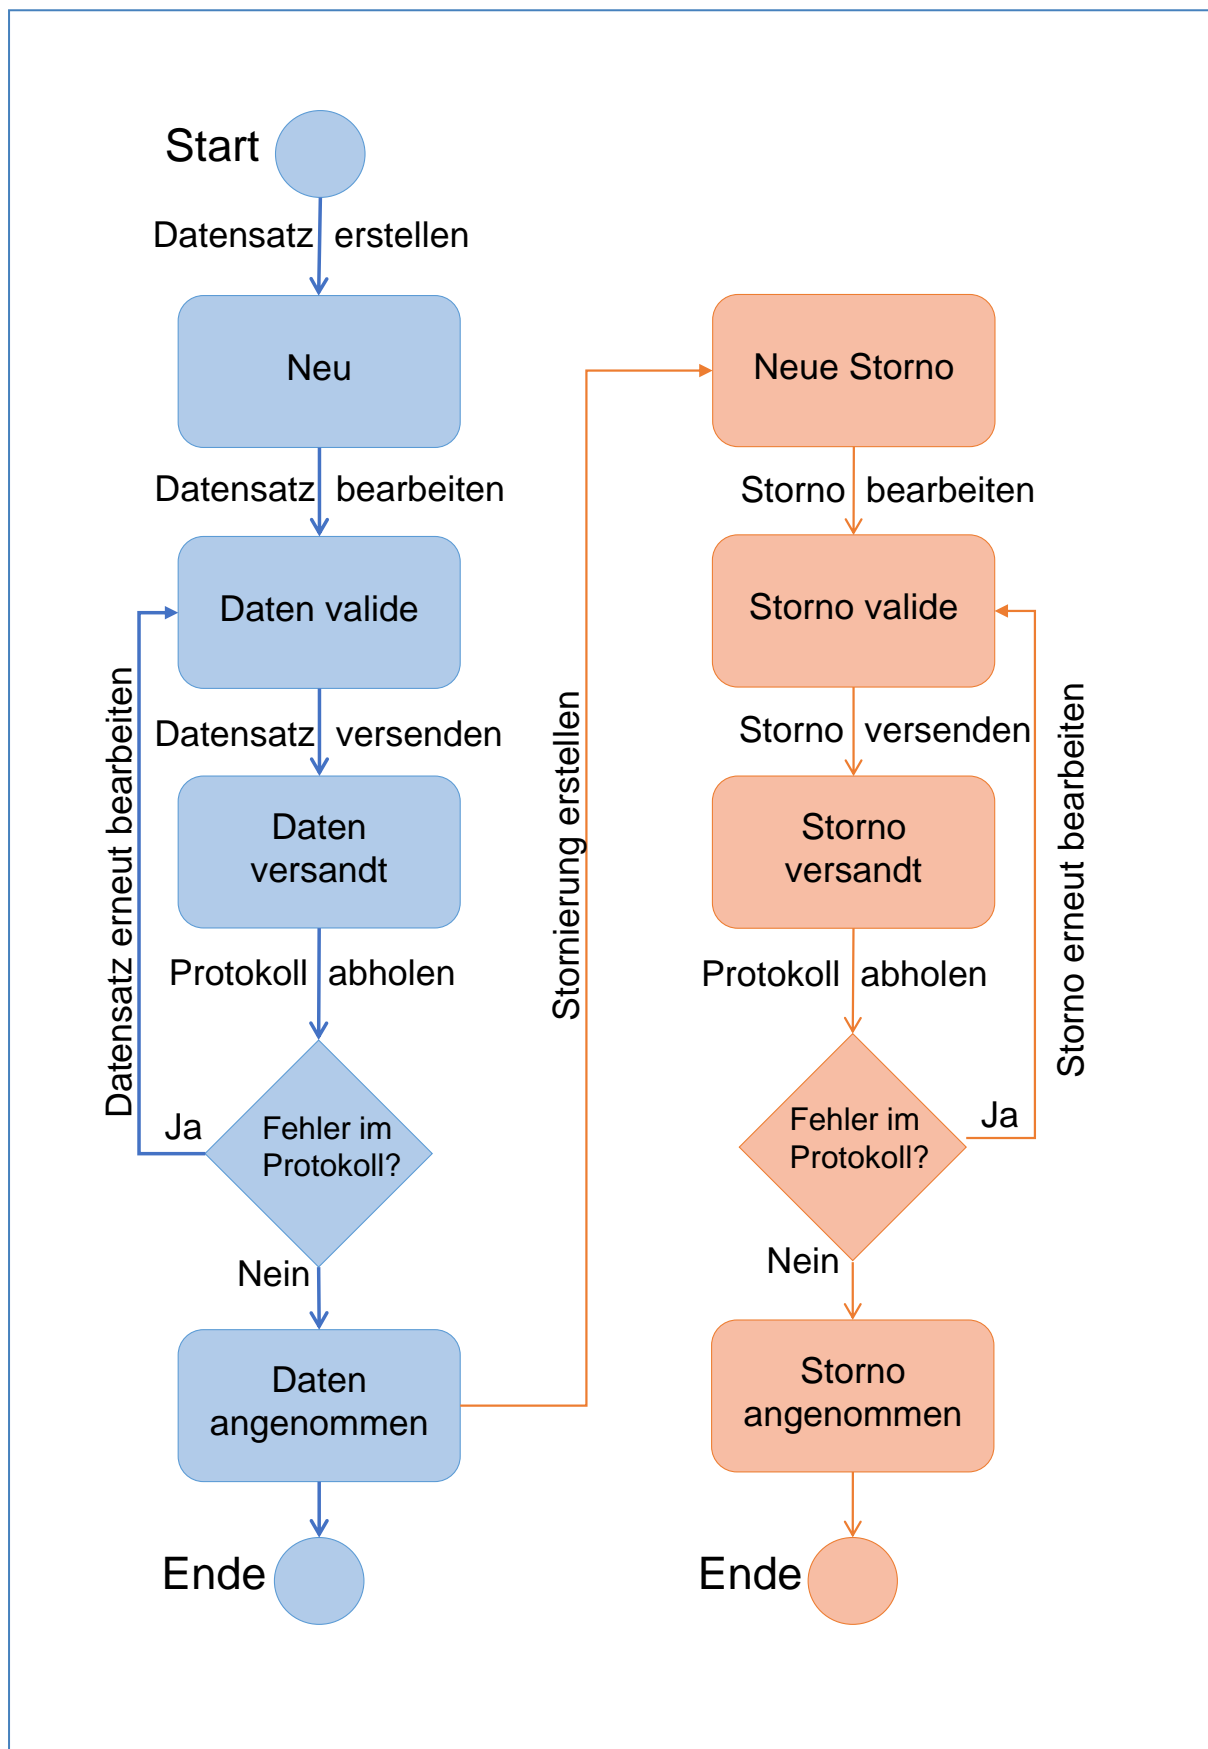 Start
Datensatz erstellen
Neu
Datensatz bearbeiten
Daten valide
Datensatz versenden
Daten
versandt
Protokoll abholen
Fehler im
Protokoll?
Ja
Datensatz erneut bearbeiten
Nein
Daten
angenommen
Ende
Stornierung erstellen
Neue Storno
Storno bearbeiten
Storno valide
Storno versenden
Storno
versandt
Protokoll abholen
Fehler im
Protokoll?
Ja
Storno erneut bearbeiten
Nein
Storno
angenommen
Ende